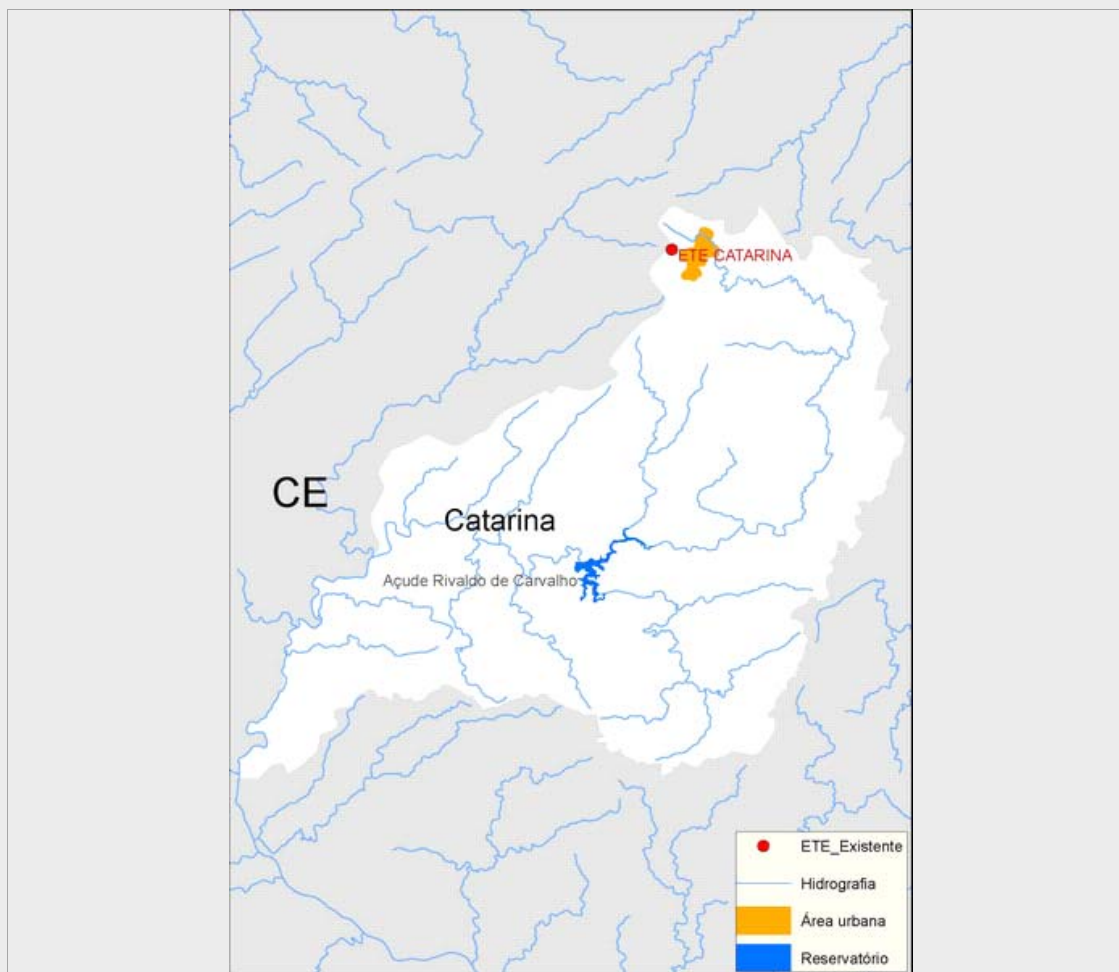 ETE CATARINA
CE
Catarina
Açude Rivaldo de Carvalho
ETE_Existente
Hidrografia
Área urbana
Reservatório